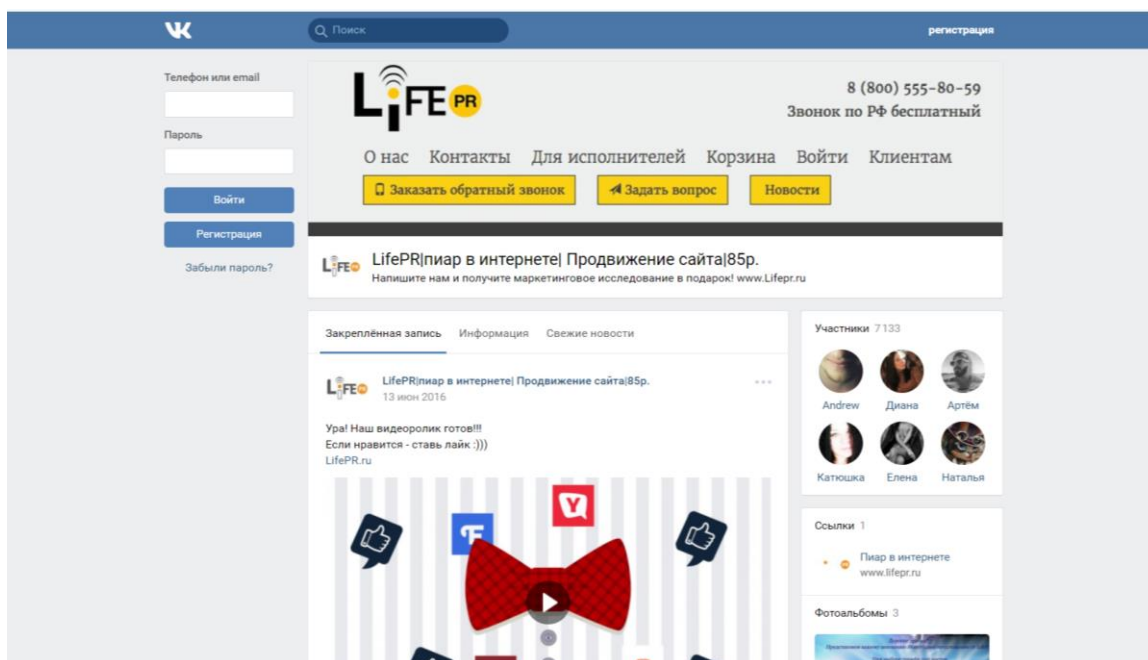 Поиск
регистрация
Телефон или email
Пароль
Войти
Регистрация
Забыли пароль?
LiFE PR
8 (800) 555-80-59
Звонок по РФ бесплатный
О нас Контакты Для исполнителей Корзина Войти Клиентам
Заказать обратный звонок Задать вопрос Новости
LiFE
LifePR|пиар в интернете| Продвижение сайта|85р.
Напишите нам и получите маркетинговое исследование в подарок! www.Lifepr.ru
Закреплённая запись Информация Свежие новости
LiFE
LifePR|пиар в интернете| Продвижение сайта|85р.
13 июн 2016
Ура! Наш видеоролик готов!!!
Если нравится - ставь лайк :)))
LifePR.ru
Участники 7 133
Andrew Диана Артём
Катюшка Елена Наталья
Ссылки 1
Пиар в интернете
www.lifepr.ru
Фотоальбомы 3